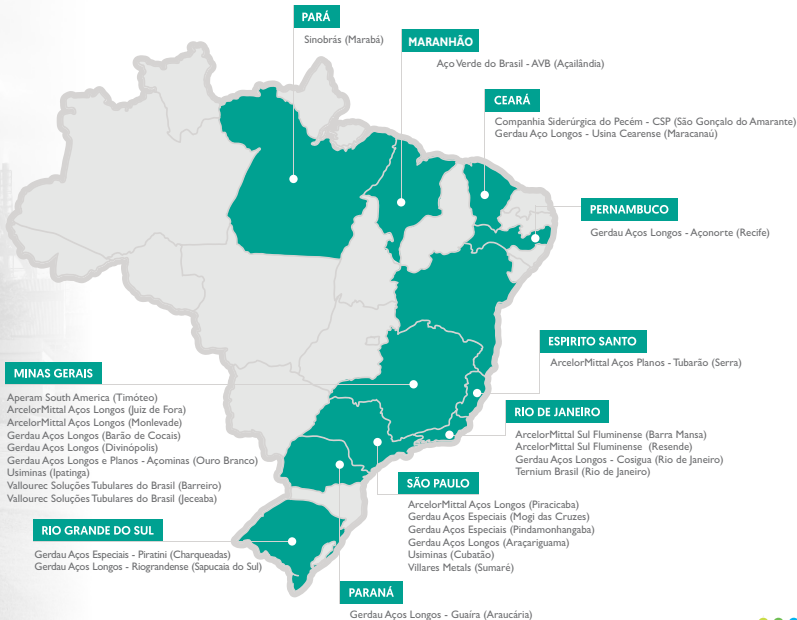 PARÁ
Sinobrás (Marabá)
MARANHÃO
Aço Verde do Brasil - AVB (Açailândia)
CEARÁ
Companhia Siderúrgica do Pecém - CSP (São Gonçalo do Amarante)
Gerdau Aço Longos - Usina Cearense (Maracanaú)
PERNAMBUCO
Gerdau Aços Longos - Açonorte (Recife)
ESPIRITO SANTO
ArcelorMittal Aços Planos - Tubarão (Serra)
MINAS GERAIS
Aperam South America (Timóteo)
ArcelorMittal Aços Longos (Juiz de Fora)
ArcelorMittal Aços Longos (Monlevade)
Gerdau Aços Longos (Barão de Cocais)
Gerdau Aços Longos (Divinópolis)
Gerdau Aços Longos e Planos - Açominas (Ouro Branco)
Usiminas (Ipatinga)
Vallourec Soluções Tubulares do Brasil (Barreiro)
Vallourec Soluções Tubulares do Brasil (Jeceaba)
RIO DE JANEIRO
ArcelorMittal Sul Fluminense (Barra Mansa)
ArcelorMittal Sul Fluminense (Resende)
Gerdau Aços Longos - Cosigua (Rio de Janeiro)
Ternium Brasil (Rio de Janeiro)
SÃO PAULO
ArcelorMittal Aços Longos (Piracicaba)
Gerdau Aços Especiais (Mogi das Cruzes)
Gerdau Aços Especiais (Pindamonhangaba)
Gerdau Aços Longos (Araçariguama)
Usiminas (Cubatão)
Villares Metals (Sumaré)
RIO GRANDE DO SUL
Gerdau Aços Especiais - Piratini (Charqueadas)
Gerdau Aços Longos - Riograndense (Sapucaia do Sul)
PARANÁ
Gerdau Aços Longos - Guaíra (Araucária)